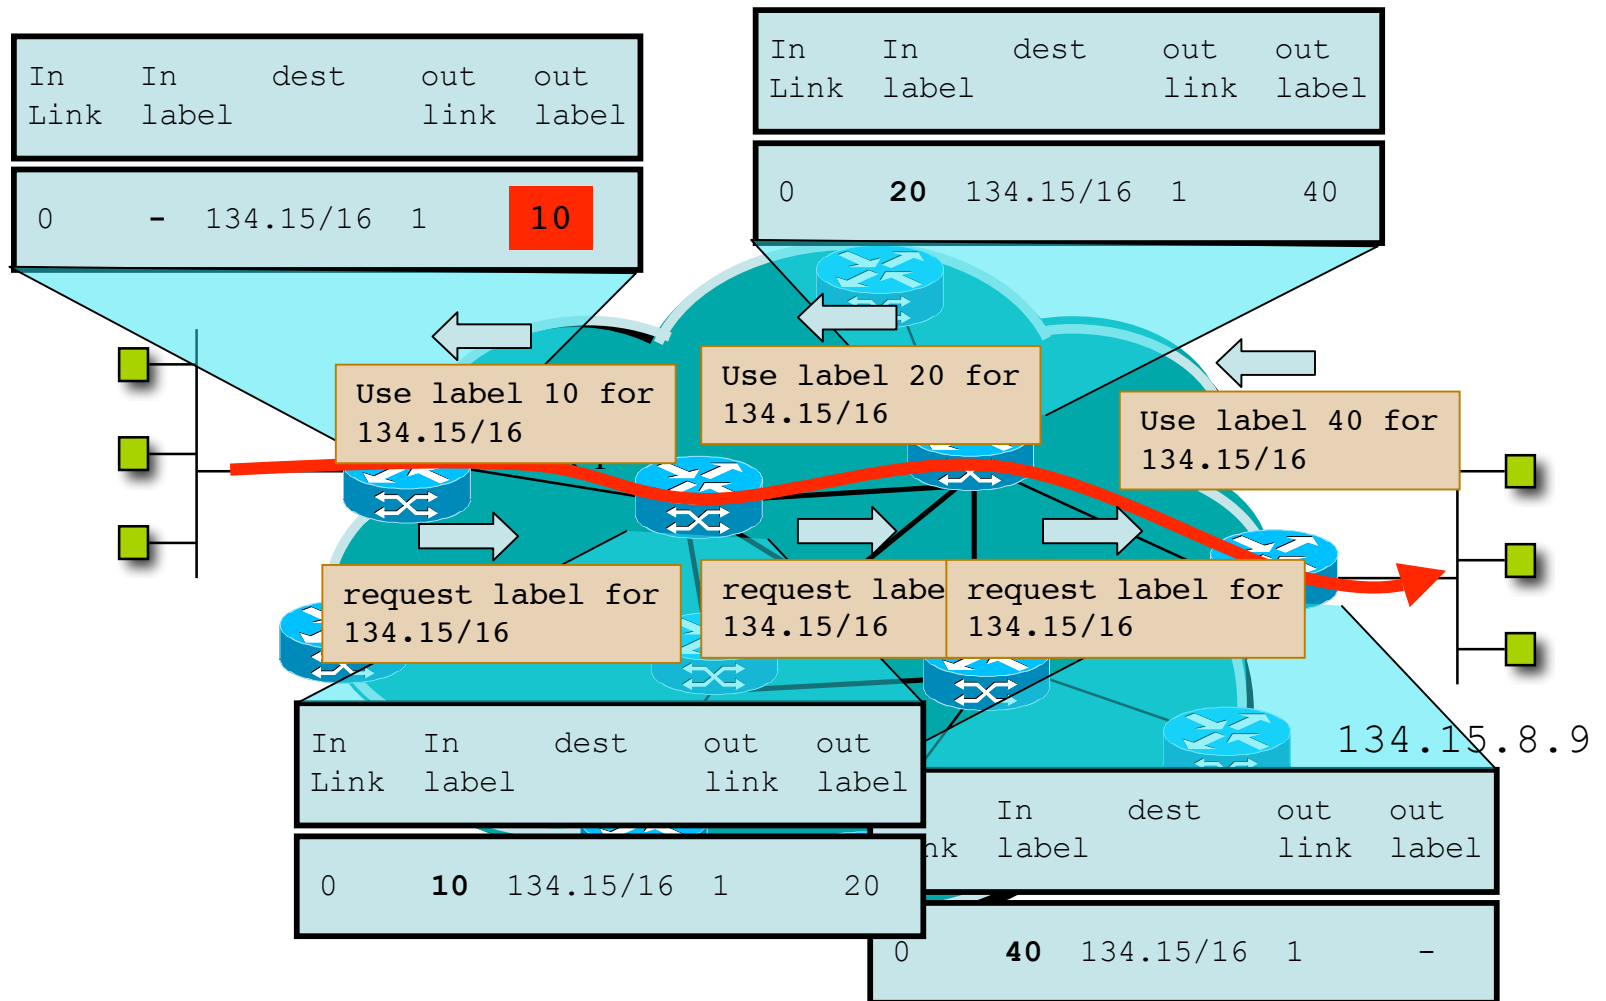 In In dest out out
Link label link label
0 - 134.15/16 1 10
In In dest out out
Link label link label
0 20 134.15/16 1 40
Use label 10 for
134.15/16
Use label 20 for
134.15/16
Use label 40 for
134.15/16
request label for
134.15/16
request labe
134.15/16
request label for
134.15/16
134.15.8.9
In In dest out out
Link label link label
0 10 134.15/16 1 20
In dest out out
nk label link label
0 40 134.15/16 1 -